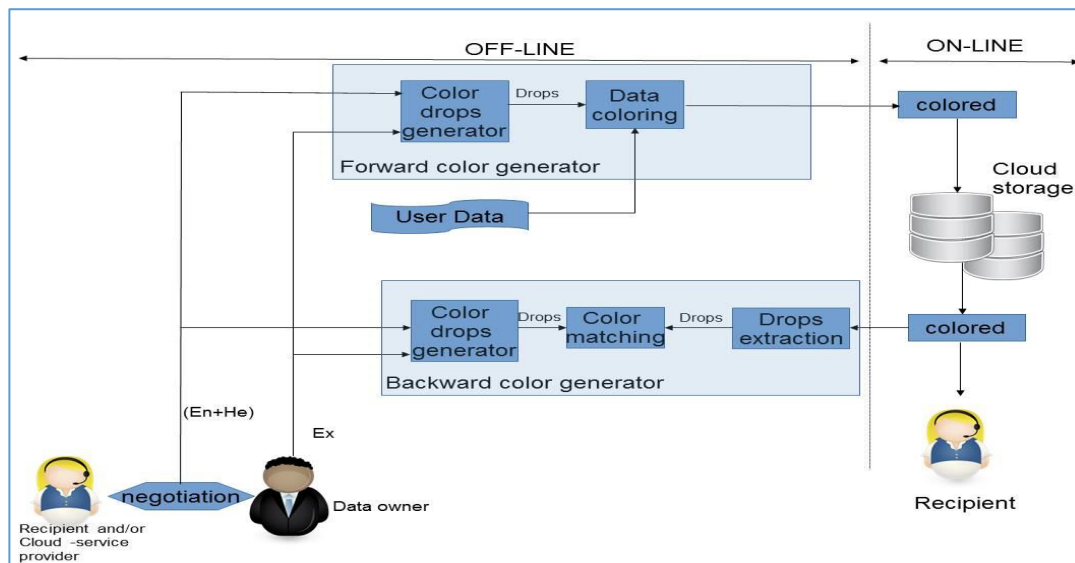 OFF-LINE
ON-LINE
Color
drops
generator
Drops
Data
coloring
colored
Forward color generator
Cloud
storage
User Data
Color
drops
generator
Drops
Color
matching
Drops
Drops
extraction
colored
Backward color generator
(En+He)
Ex
negotiation
Data owner
Recipient
Recipient and/or
Cloud -service
provider